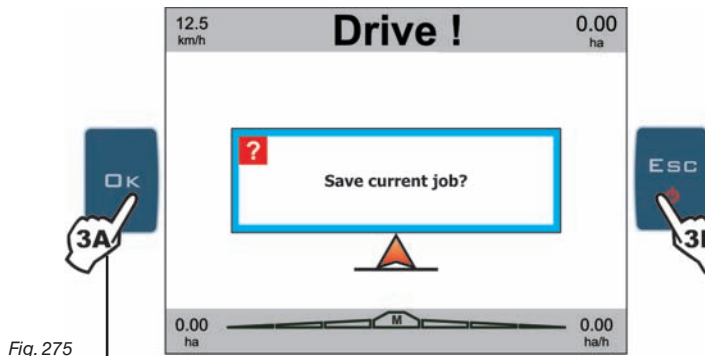 12.5
km/h
Drive !
0.00
ha
?
Save current job?
OK
Esc
3A
0.00
ha
M
0.00
ha/h
Fig. 275